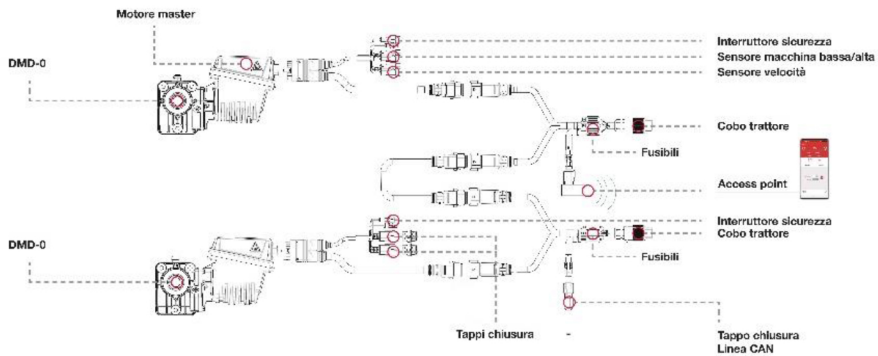 Motore master
DMD-0
Interruttore sicurezza
Sensore macchina bassa/alta
Sensore velocità
Cobo trattore
Fusibili
Access point
Interruttore sicurezza
Cobo trattore
DMD-0
Fusibili
Tappi chiusura
-
Tappo chiusura
Linea CAN